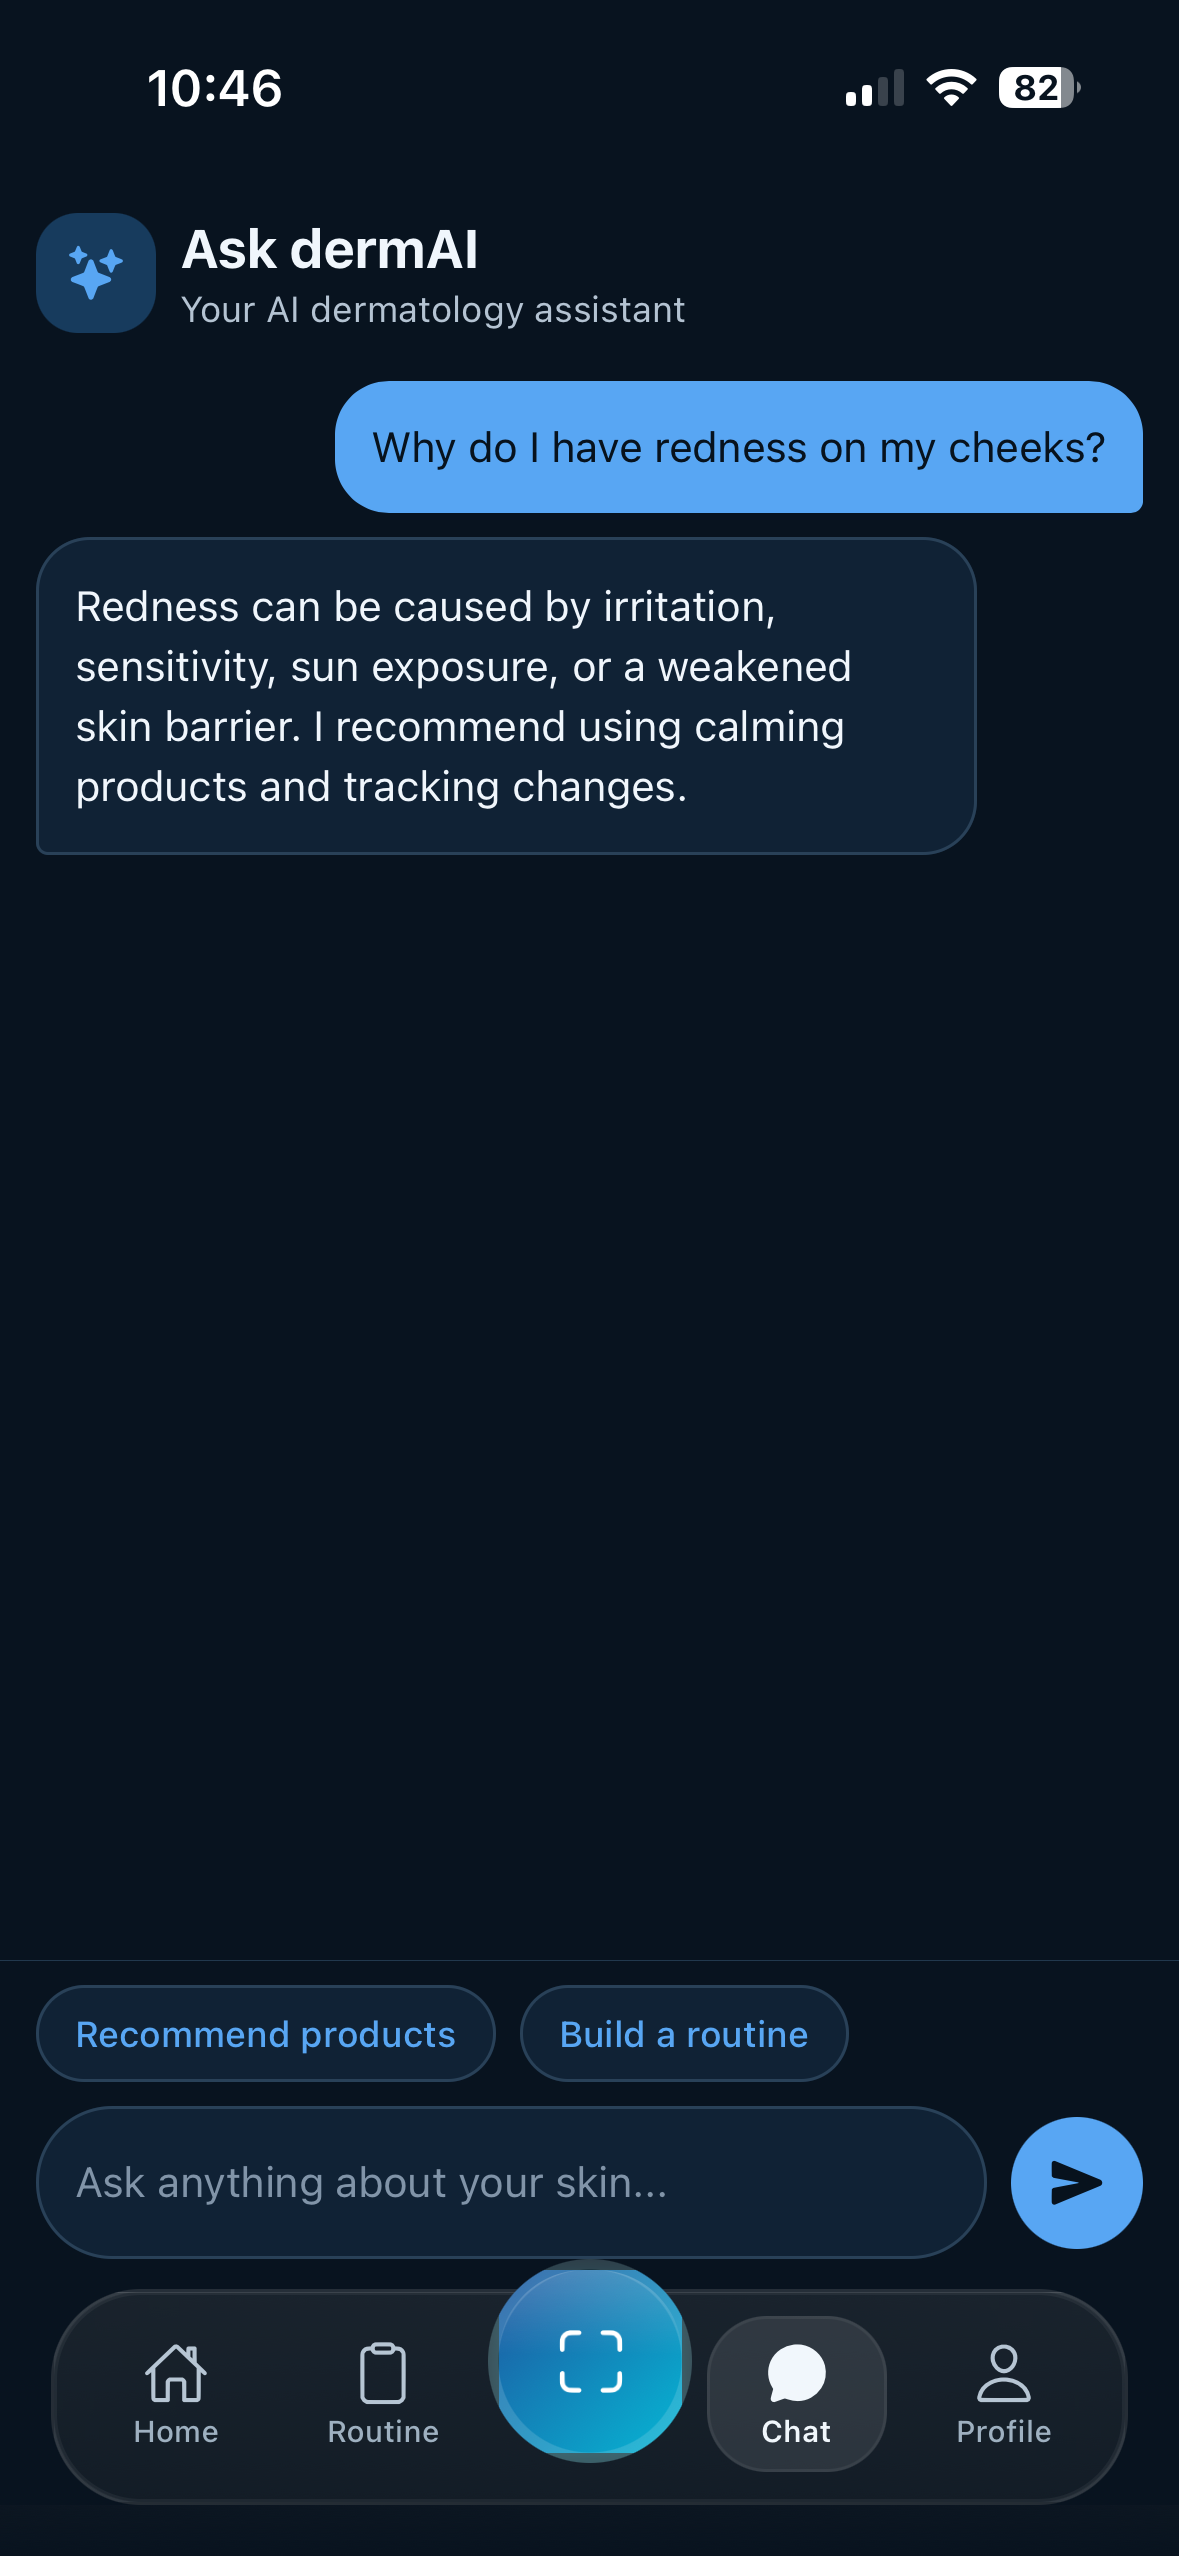 10:46
82
Ask dermAI
Your AI dermatology assistant
Why do I have redness on my cheeks?
Redness can be caused by irritation,
sensitivity, sun exposure, or a weakened
skin barrier. I recommend using calming
products and tracking changes.
Recommend products
Build a routine
Ask anything about your skin...
Home
Routine
Chat
Profile